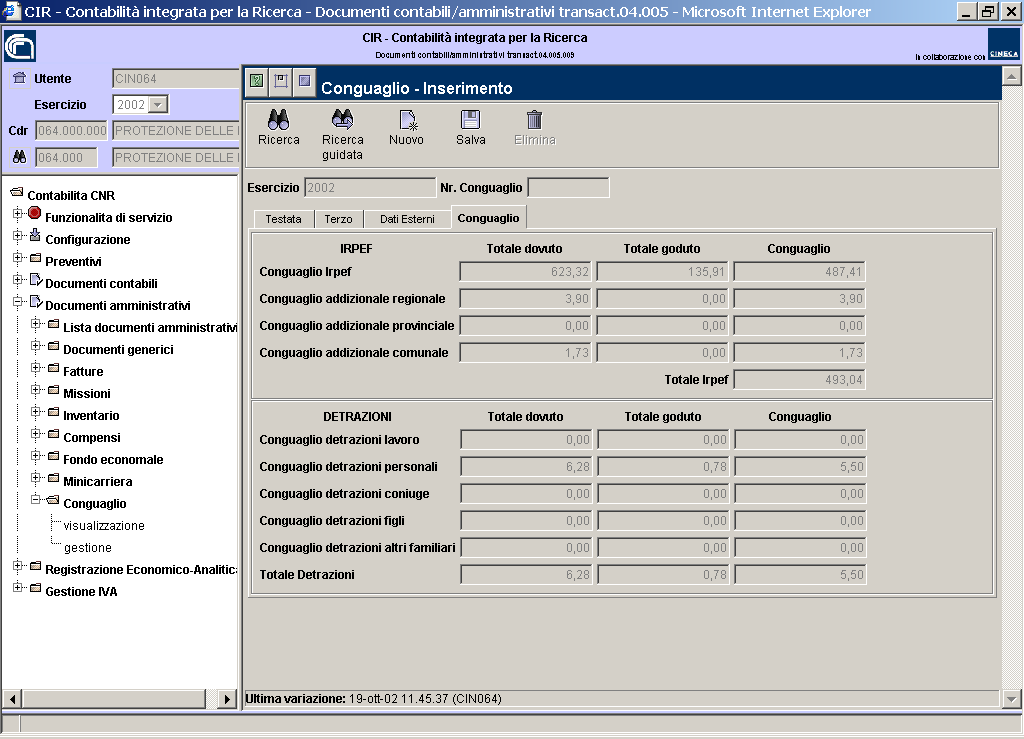 CIR - Contabilità integrata per la Ricerca - Documenti contabili/amministrativi transact.04.005 - Microsoft Internet Explorer
CIR - Contabilità integrata per la Ricerca
Documenti contabili/amministrativi transact.04.005.009
In collaborazione con CINECA
Utente CIN064
Esercizio 2002
Cdr 064.000.000 PROTEZIONE DELLE
064.000 PROTEZIONE DELLE
Contabilita CNR
Funzionalita di servizio
Configurazione
Preventivi
Documenti contabili
Documenti amministrativi
Lista documenti amministrativi
Documenti generici
Fatture
Missioni
Inventario
Compensi
Fondo economale
Minicarriera
Conguaglio
visualizzazione
gestione
Registrazione Economico-Analitica
Gestione IVA
Conguaglio - Inserimento
Ricerca
Ricerca guidata
Nuovo
Salva
Elimina
Esercizio 2002 Nr. Conguaglio
Testata Terzo Dati Esterni Conguaglio
IRPEF Totale dovuto Totale goduto Conguaglio
Conguaglio Irpef 623,32 135,91 487,41
Conguaglio addizionale regionale 3,90 0,00 3,90
Conguaglio addizionale provinciale 0,00 0,00 0,00
Conguaglio addizionale comunale 1,73 0,00 1,73
Totale Irpef 493,04
DETRAZIONI Totale dovuto Totale goduto Conguaglio
Conguaglio detrazioni lavoro 0,00 0,00 0,00
Conguaglio detrazioni personali 6,28 0,78 5,50
Conguaglio detrazioni coniuge 0,00 0,00 0,00
Conguaglio detrazioni figli 0,00 0,00 0,00
Conguaglio detrazioni altri familiari 0,00 0,00 0,00
Totale Detrazioni 6,28 0,78 5,50
Ultima variazione: 19-ott-02 11.45.37 (CIN064)